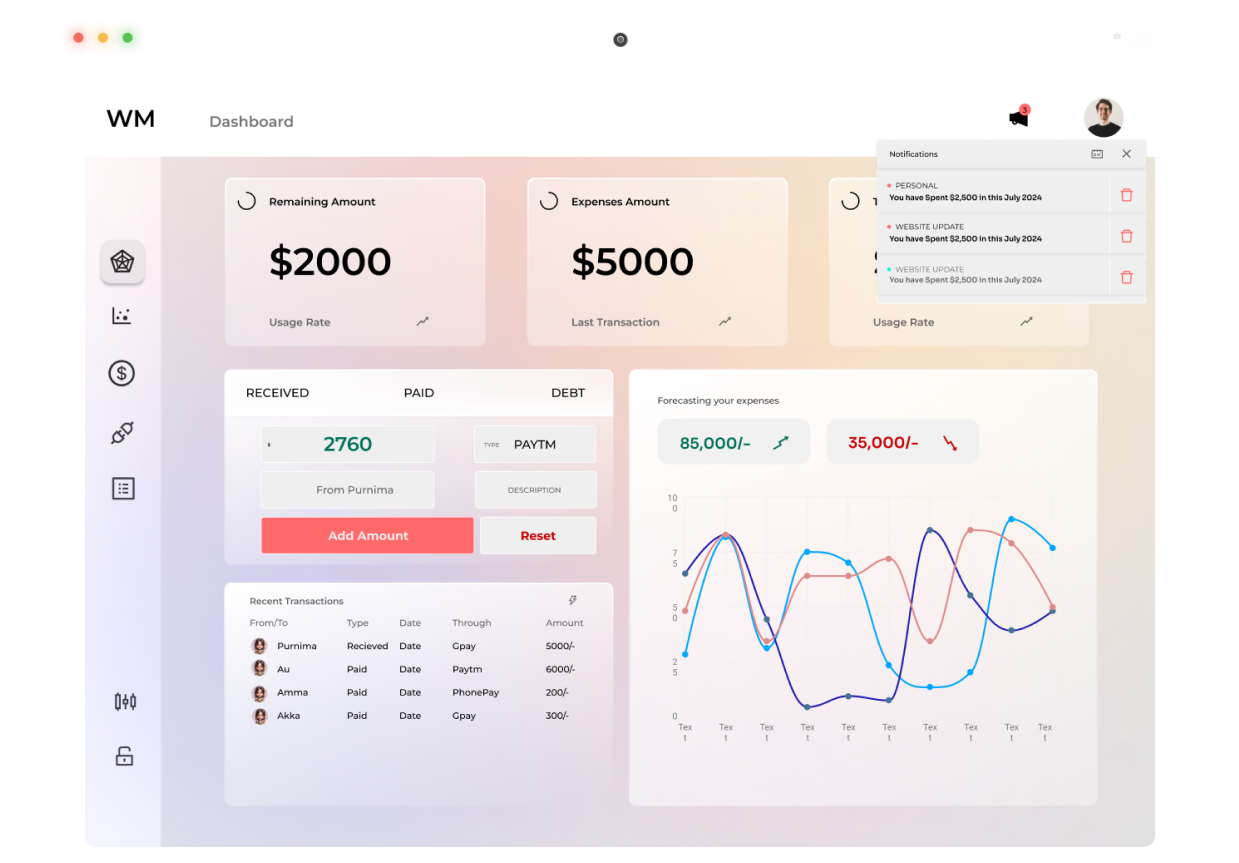 WM
Dashboard
3
Notifications
PERSONAL
You have Spent $2,500 in this July 2024
WEBSITE UPDATE
You have Spent $2,500 in this July 2024
WEBSITE UPDATE
You have Spent $2,500 in this July 2024
Remaining Amount
$2000
Usage Rate
Expenses Amount
$5000
Last Transaction
Usage Rate
RECEIVED PAID DEBT
$ 2760 TYPE PAYTM
From Purnima DESCRIPTION
Add Amount Reset
Recent Transactions
From/To Type Date Through Amount
Purnima Recieved Date Gpay 5000/-
Au Paid Date Paytm 6000/-
Amma Paid Date PhonePay 200/-
Akka Paid Date Gpay 300/-
Forecasting your expenses
85,000/- 35,000/-
10
0
7
5
5
0
2
5
0
Tex Tex Tex Tex Tex Tex Tex Tex Tex Tex
t t t t t t t t t t